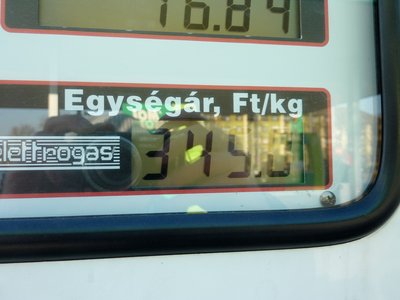 16.84
Egységár, Ft/kg
elettrogas 345.0